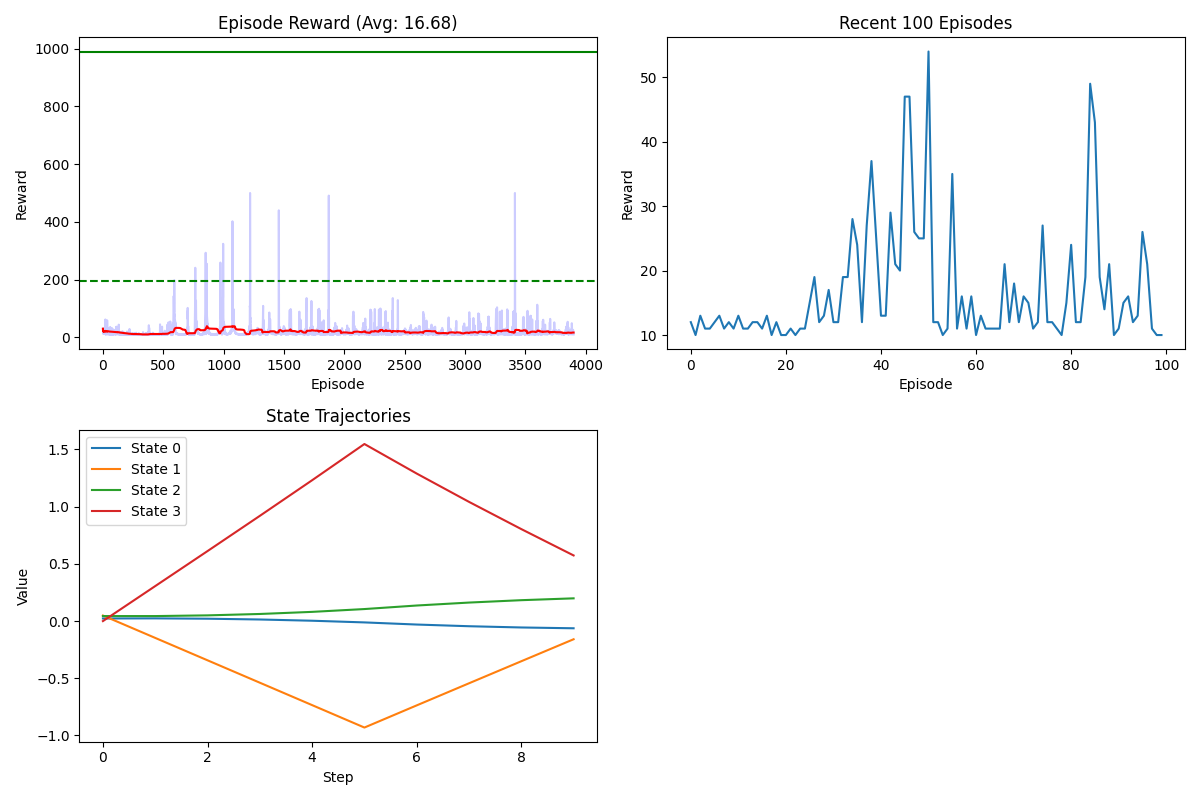 Episode Reward (Avg: 16.68)
1000
800
600
400
200
0
Reward
0 500 1000 1500 2000 2500 3000 3500 4000
Episode
Recent 100 Episodes
50
40
30
20
10
Reward
0 20 40 60 80 100
Episode
State Trajectories
1.5
1.0
0.5
0.0
−0.5
−1.0
Value
State 0
State 1
State 2
State 3
0 2 4 6 8
Step